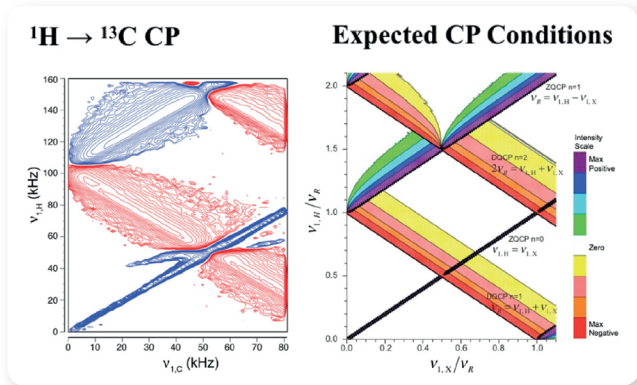 ¹H → ¹³C CP
Expected CP Conditions
160
140
120
100
80
60
40
20
0
ν1,H (kHz)
0 10 20 30 40 50 60 70 80
ν1,C (kHz)
2.0
1.5
1.0
0.5
0.0
ν1,H/νR
0.0 0.2 0.4 0.6 0.8 1.0
ν1,X/νR
ZQCP n=1
νR = ν1,H − ν1,X
DQCP n=2
2νR = ν1,H + ν1,X
ZQCP n=0
ν1,H = ν1,X
DQCP n=1
νR = ν1,H + ν1,X
Intensity
Scale
Max
Positive
Zero
Max
Negative